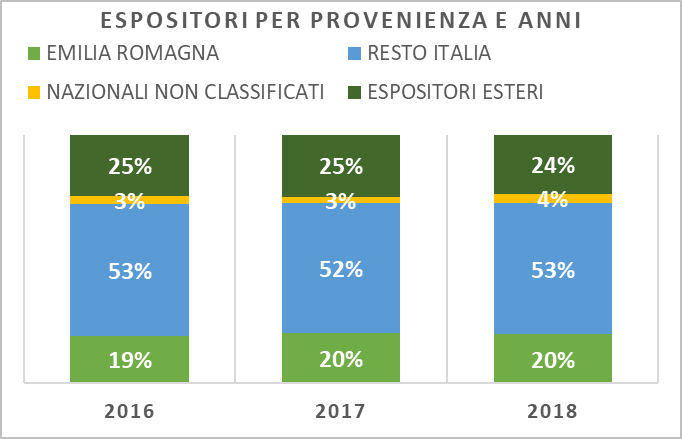 ESPOSITORI PER PROVENIENZA E ANNI
EMILIA ROMAGNA RESTO ITALIA
NAZIONALI NON CLASSIFICATI ESPOSITORI ESTERI
25% 25% 24%
3% 3% 4%
53% 52% 53%
19% 20% 20%
2016 2017 2018